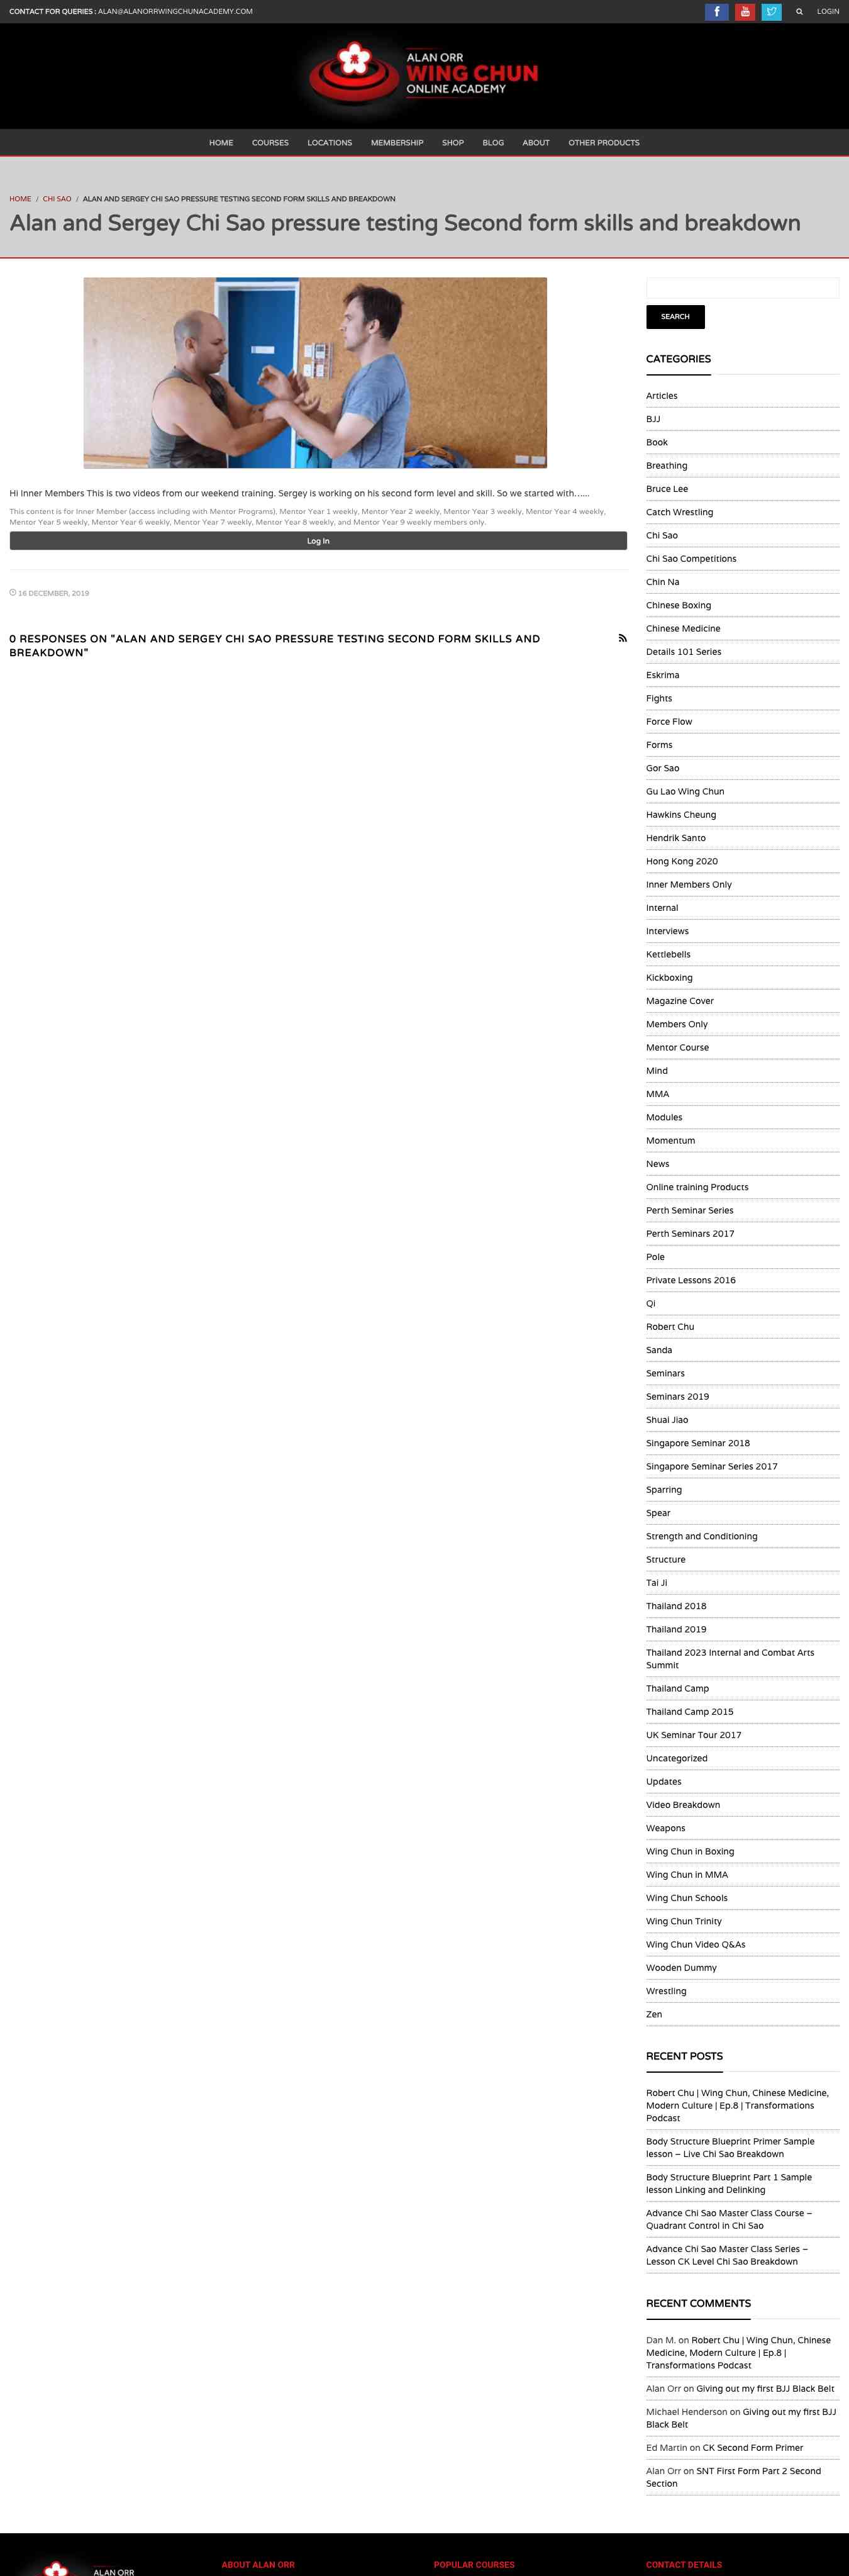 CONTACT FOR QUERIES : ALAN@ALANORRWINGCHUNACADEMY.COM
LOGIN
ALAN ORR
WING CHUN
ONLINE ACADEMY
HOME COURSES LOCATIONS MEMBERSHIP SHOP BLOG ABOUT OTHER PRODUCTS
HOME / CHI SAO / ALAN AND SERGEY CHI SAO PRESSURE TESTING SECOND FORM SKILLS AND BREAKDOWN
Alan and Sergey Chi Sao pressure testing Second form skills and breakdown
Hi Inner Members This is two videos from our weekend training. Sergey is working on his second form level and skill. So we started with…...
This content is for Inner Member (access including with Mentor Programs), Mentor Year 1 weekly, Mentor Year 2 weekly, Mentor Year 3 weekly, Mentor Year 4 weekly,
Mentor Year 5 weekly, Mentor Year 6 weekly, Mentor Year 7 weekly, Mentor Year 8 weekly, and Mentor Year 9 weekly members only.
Log In
16 DECEMBER, 2019
0 RESPONSES ON "ALAN AND SERGEY CHI SAO PRESSURE TESTING SECOND FORM SKILLS AND
BREAKDOWN"
SEARCH
CATEGORIES
Articles
BJJ
Book
Breathing
Bruce Lee
Catch Wrestling
Chi Sao
Chi Sao Competitions
Chin Na
Chinese Boxing
Chinese Medicine
Details 101 Series
Eskrima
Fights
Force Flow
Forms
Gor Sao
Gu Lao Wing Chun
Hawkins Cheung
Hendrik Santo
Hong Kong 2020
Inner Members Only
Internal
Interviews
Kettlebells
Kickboxing
Magazine Cover
Members Only
Mentor Course
Mind
MMA
Modules
Momentum
News
Online training Products
Perth Seminar Series
Perth Seminars 2017
Pole
Private Lessons 2016
Qi
Robert Chu
Sanda
Seminars
Seminars 2019
Shuai Jiao
Singapore Seminar 2018
Singapore Seminar Series 2017
Sparring
Spear
Strength and Conditioning
Structure
Tai Ji
Thailand 2018
Thailand 2019
Thailand 2023 Internal and Combat Arts
Summit
Thailand Camp
Thailand Camp 2015
UK Seminar Tour 2017
Uncategorized
Updates
Video Breakdown
Weapons
Wing Chun in Boxing
Wing Chun in MMA
Wing Chun Schools
Wing Chun Trinity
Wing Chun Video Q&As
Wooden Dummy
Wrestling
Zen
RECENT POSTS
Robert Chu | Wing Chun, Chinese Medicine,
Modern Culture | Ep.8 | Transformations
Podcast
Body Structure Blueprint Primer Sample
lesson – Live Chi Sao Breakdown
Body Structure Blueprint Part 1 Sample
lesson Linking and Delinking
Advance Chi Sao Master Class Course –
Quadrant Control in Chi Sao
Advance Chi Sao Master Class Series –
Lesson CK Level Chi Sao Breakdown
RECENT COMMENTS
Dan M. on Robert Chu | Wing Chun, Chinese
Medicine, Modern Culture | Ep.8 |
Transformations Podcast
Alan Orr on Giving out my first BJJ Black Belt
Michael Henderson on Giving out my first BJJ
Black Belt
Ed Martin on CK Second Form Primer
Alan Orr on SNT First Form Part 2 Second
Section
ALAN ORR
ABOUT ALAN ORR
POPULAR COURSES
CONTACT DETAILS